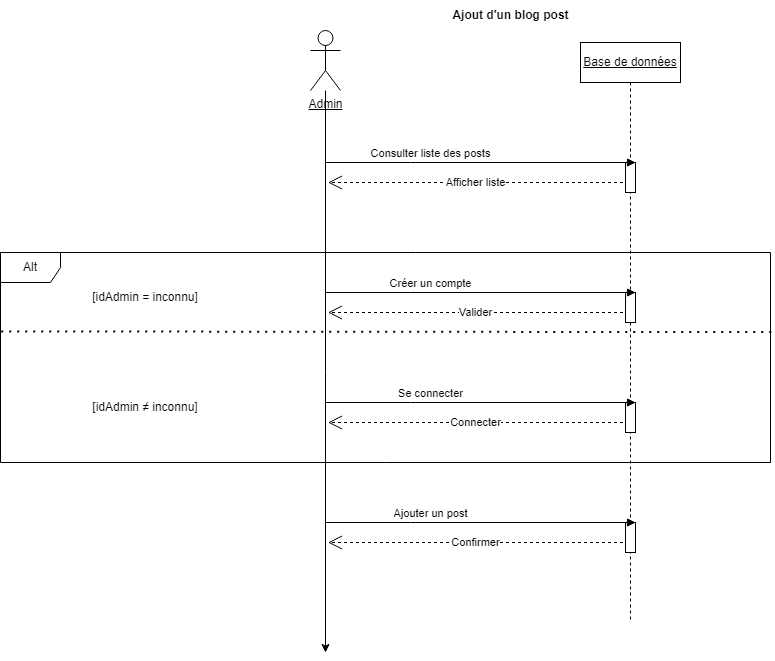 Ajout d'un blog post
Base de données
Admin
Consulter liste des posts
Afficher liste
Alt
Créer un compte
[idAdmin = inconnu]
Valider
Se connecter
[idAdmin ≠ inconnu]
Connecter
Ajouter un post
Confirmer